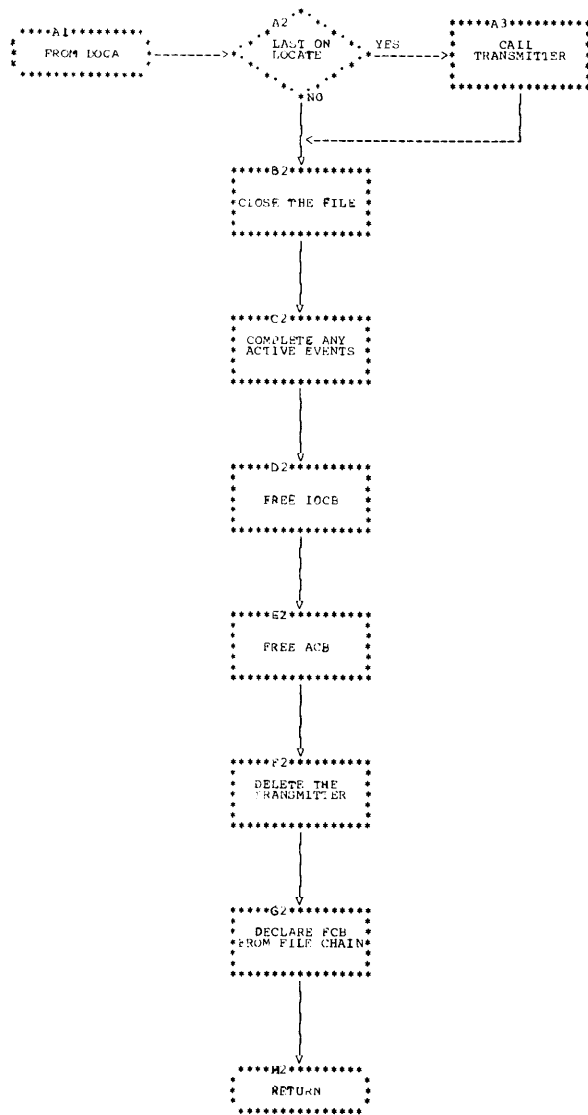 A1
FROM DOCA
A2
LAST ON
LOCATE
YES
A3
CALL
TRANSMITTER
NO
B2
CLOSE THE FILE
C2
COMPLETE ANY
ACTIVE EVENTS
D2
FREE IOCB
E2
FREE ACB
F2
DELETE THE
TRANSMITTER
G2
DECLARE FCB
FROM FILE CHAIN
H2
RETURN